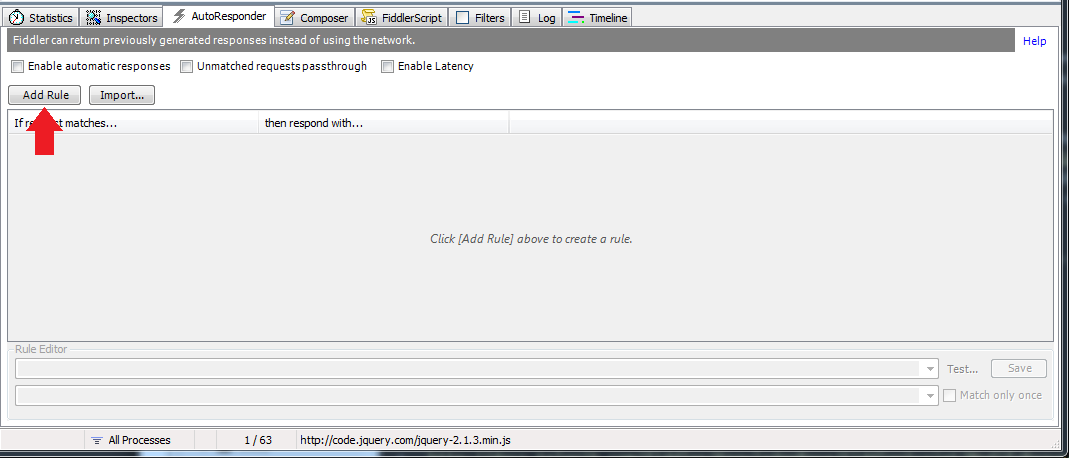 Statistics Inspectors AutoResponder Composer FiddlerScript Filters Log Timeline
Fiddler can return previously generated responses instead of using the network. Help
Enable automatic responses Unmatched requests passthrough Enable Latency
Add Rule Import...
If matches... then respond with...
Click [Add Rule] above to create a rule.
Rule Editor
Test... Save
Match only once
All Processes 1 / 63 http://code.jquery.com/jquery-2.1.3.min.js